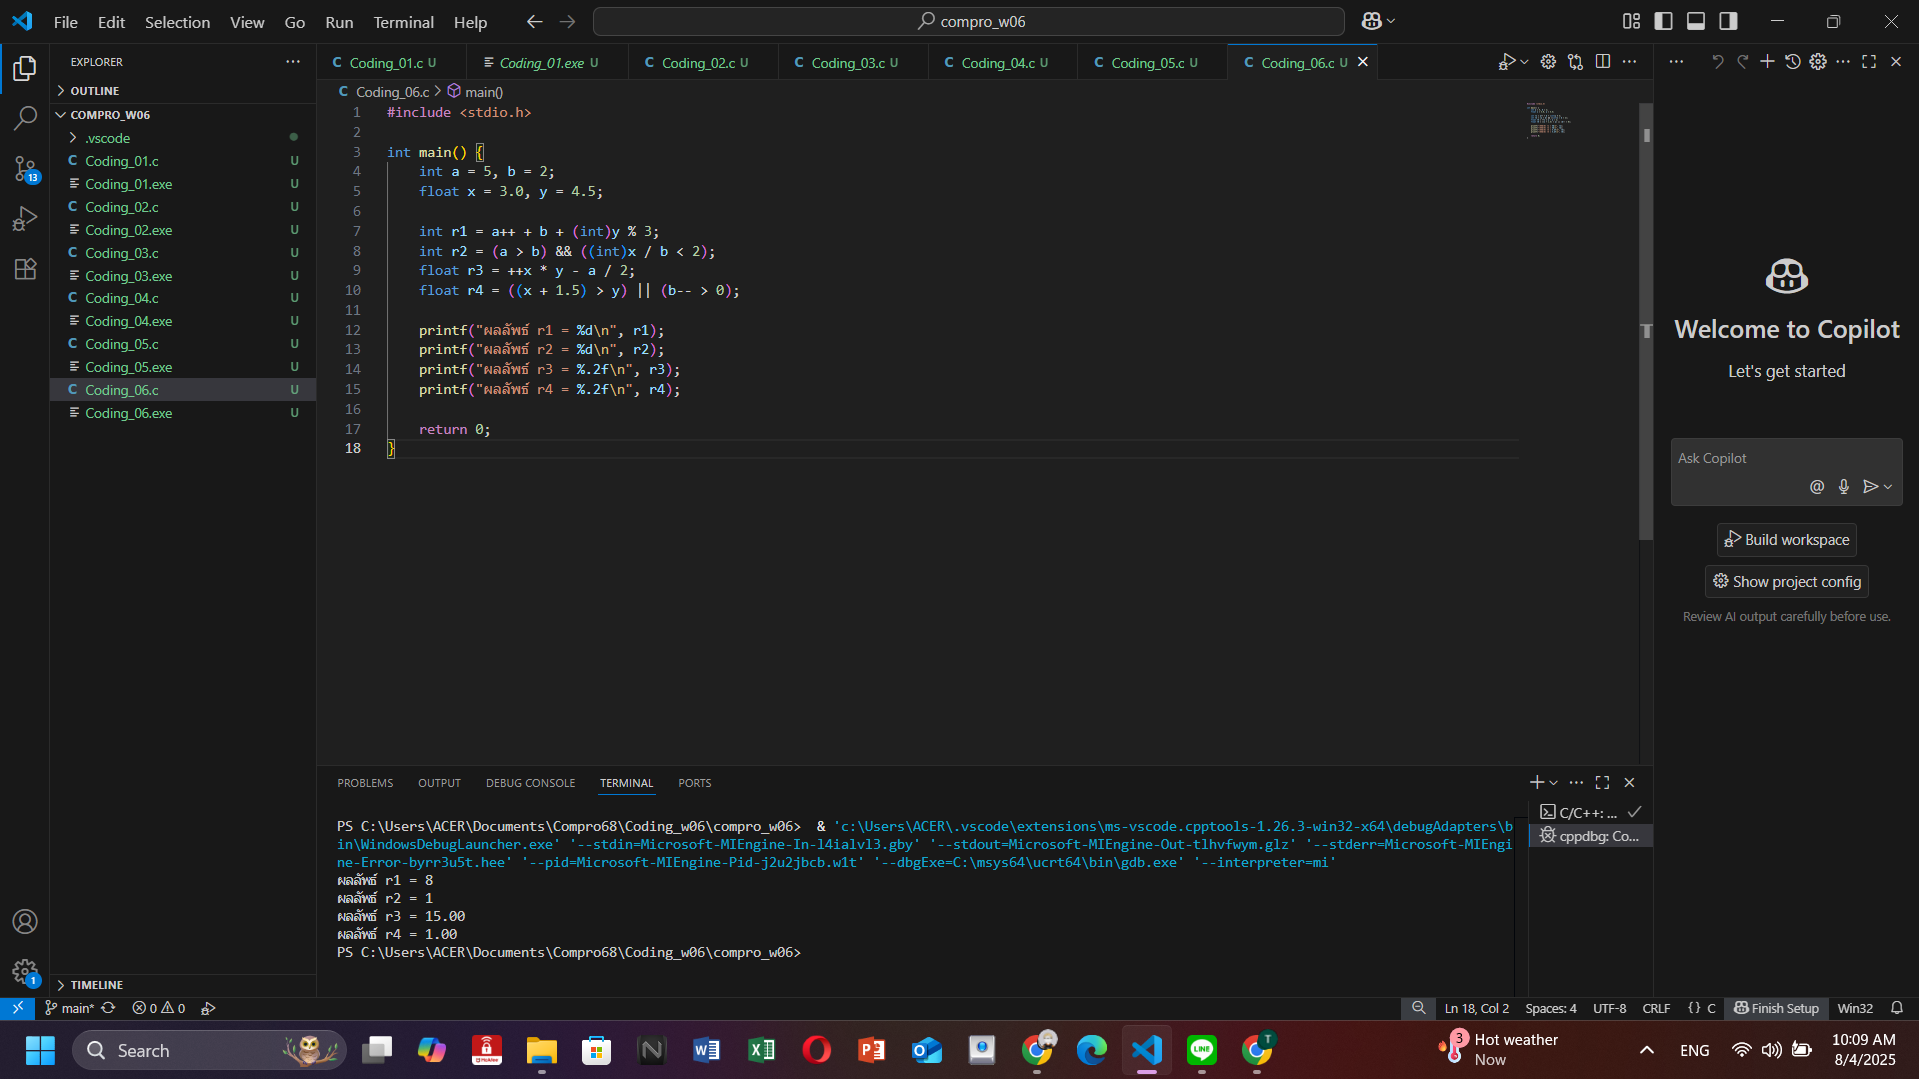 File Edit Selection View Go Run Terminal Help
compro_w06
EXPLORER
OUTLINE
COMPRO_W06
.vscode
Coding_01.c U
Coding_01.exe U
Coding_02.c U
Coding_02.exe U
Coding_03.c U
Coding_03.exe U
Coding_04.c U
Coding_04.exe U
Coding_05.c U
Coding_05.exe U
Coding_06.c U
Coding_06.exe U
TIMELINE
13
1
Coding_01.c U Coding_01.exe U Coding_02.c U Coding_03.c U Coding_04.c U Coding_05.c U Coding_06.c U
Coding_06.c > main()
1 #include <stdio.h>
2
3 int main() {
4 int a = 5, b = 2;
5 float x = 3.0, y = 4.5;
6
7 int r1 = a++ + b + (int)y % 3;
8 int r2 = (a > b) && ((int)x / b < 2);
9 float r3 = ++x * y - a / 2;
10 float r4 = ((x + 1.5) > y) || (b-- > 0);
11
12 printf("ผลลัพธ์ r1 = %d\n", r1);
13 printf("ผลลัพธ์ r2 = %d\n", r2);
14 printf("ผลลัพธ์ r3 = %.2f\n", r3);
15 printf("ผลลัพธ์ r4 = %.2f\n", r4);
16
17 return 0;
18 }
PROBLEMS OUTPUT DEBUG CONSOLE TERMINAL PORTS
PS C:\Users\ACER\Documents\Compro68\Coding_w06\compro_w06> & 'c:\Users\ACER\.vscode\extensions\ms-vscode.cpptools-1.26.3-win32-x64\debugAdapters\b
in\WindowsDebugLauncher.exe' '--stdin=Microsoft-MIEngine-In-l4ialvl3.gby' '--stdout=Microsoft-MIEngine-Out-tlhvfwym.glz' '--stderr=Microsoft-MIEngi
ne-Error-byrr3u5t.hee' '--pid=Microsoft-MIEngine-Pid-j2u2jbcb.w1t' '--dbgExe=C:\msys64\ucrt64\bin\gdb.exe' '--interpreter=mi'
ผลลัพธ์ r1 = 8
ผลลัพธ์ r2 = 1
ผลลัพธ์ r3 = 15.00
ผลลัพธ์ r4 = 1.00
PS C:\Users\ACER\Documents\Compro68\Coding_w06\compro_w06>
C/C++: ...
cppdbg: Co...
Welcome to Copilot
Let's get started
Ask Copilot
Build workspace
Show project config
Review AI output carefully before use.
main* 0 0
Ln 18, Col 2 Spaces: 4 UTF-8 CRLF {} C Finish Setup Win32
Search
3
Hot weather
Now
ENG
10:09 AM
8/4/2025